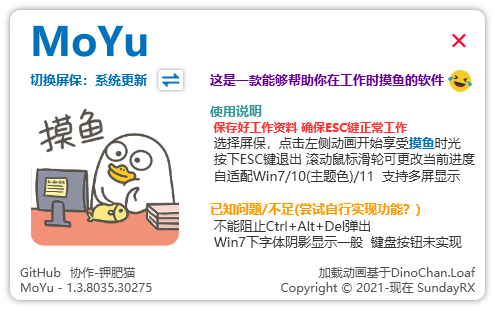 MoYu
切换屏保：系统更新
这是一款能够帮助你在工作时摸鱼的软件
摸鱼
使用说明
保存好工作资料 确保ESC键正常工作
选择屏保，点击左侧动画开始享受摸鱼时光
按下ESC键退出 滚动鼠标滑轮可更改当前进度
自适配Win7/10(主题色)/11 支持多屏显示
已知问题/不足(尝试自行实现功能？)
不能阻止Ctrl+Alt+Del弹出
Win7下字体阴影显示一般 键盘按钮未实现
GitHub 协作-钾肥猫
加载动画基于DinoChan.Loaf
MoYu - 1.3.8035.30275
Copyright © 2021-现在 SundayRX